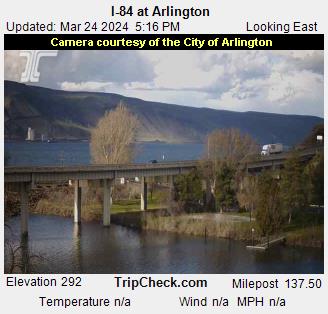 I-84 at Arlington
Updated: Mar 24 2024 5:16 PM Looking East
Camera courtesy of the City of Arlington
Elevation 292 TripCheck.com Milepost 137.50
Temperature n/a Wind n/a MPH n/a